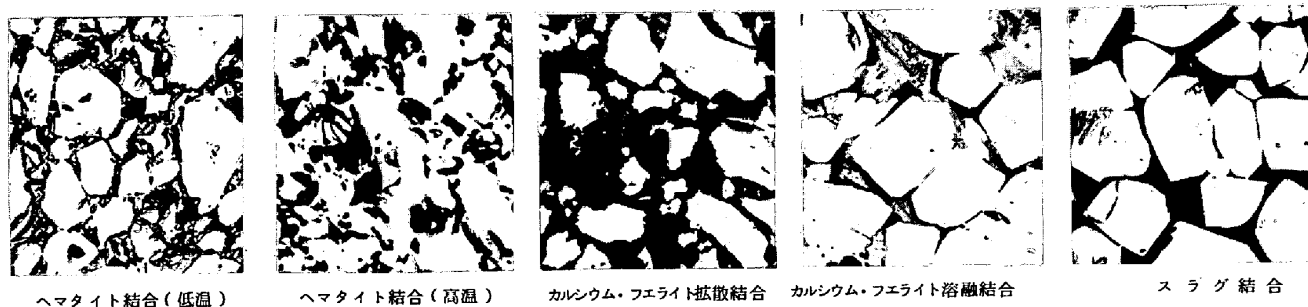 ヘマタイト結合(低温)
ヘマタイト結合(高温)
カルシウム・フエライト拡散結合
カルシウム・フエライト溶融結合
スラグ結合